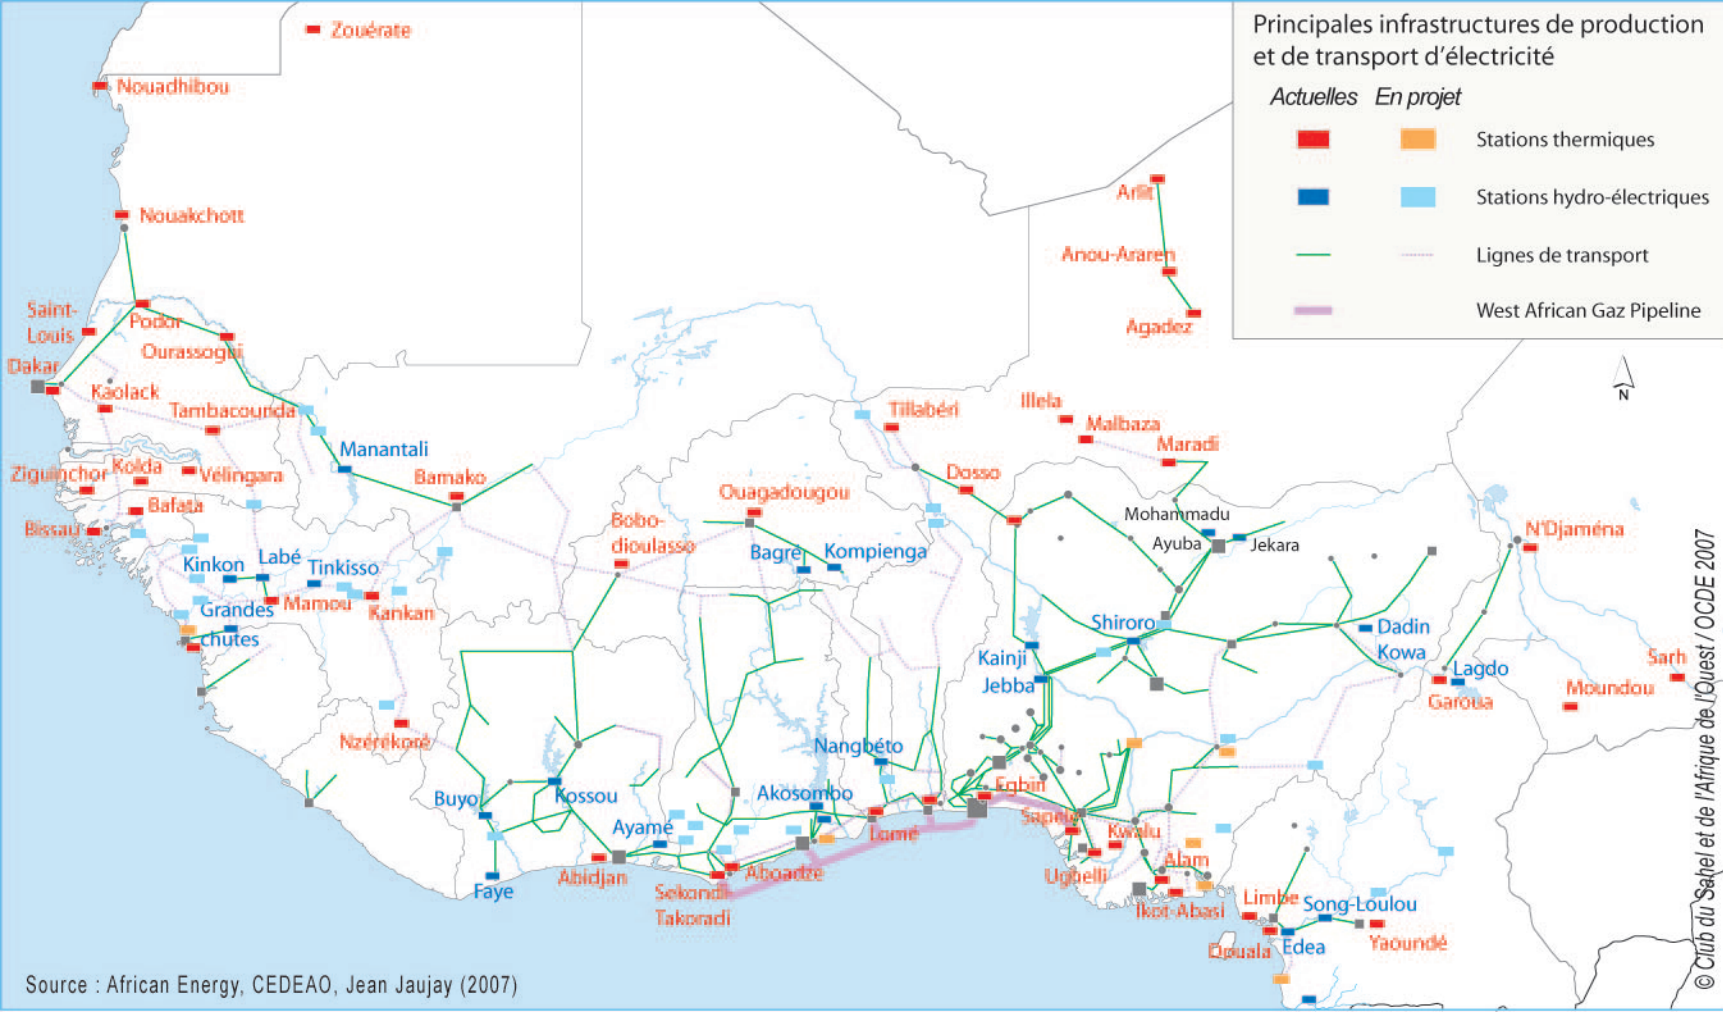 Principales infrastructures de production
et de transport d'électricité
Actuelles En projet
Stations thermiques
Stations hydro-électriques
Lignes de transport
West African Gaz Pipeline
N
Zouérate
Nouadhibou
Nouakchott
Saint-
Louis
Podor
Ourassogui
Dakar
Kaolack
Tambacounda
Manantali
Ziguinchor
Kolda
Vélingara
Bamako
Bafata
Bissau
Kinkon
Labé
Tinkisso
Grandes
chutes
Mamou
Kankan
Nzérékoré
Ouagadougou
Bobo-
dioulasso
Bagré
Kompienga
Arlit
Anou-Araren
Agadez
Tillabéri
Illela
Malbaza
Maradi
Dosso
Mohammadu
Ayuba
Jekara
N'Djaména
Shiroro
Kainji
Jebba
Dadin
Kowa
Lagdo
Garoua
Sarh
Moundou
Buyo
Kossou
Faye
Abidjan
Ayamé
Akosombo
Nangbéto
Lomé
Aboadze
Sekondi
Takoradi
Egbin
Sapele
Kwalu
Ugbelli
Alam
Ikot-Abasi
Limbe
Song-Loulou
Douala
Edea
Yaoundé
Source : African Energy, CEDEAO, Jean Jaujay (2007)
© Club du Sahel et de l'Afrique de l'Ouest / OCDE 2007